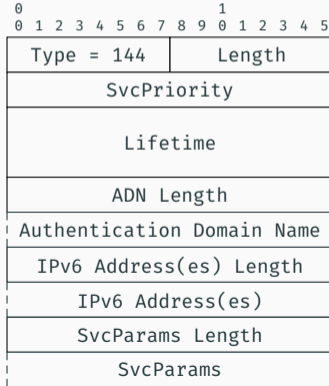 0 1
0 1 2 3 4 5 6 7 8 9 0 1 2 3 4 5
Type = 144 Length
SvcPriority
Lifetime
ADN Length
Authentication Domain Name
IPv6 Address(es) Length
IPv6 Address(es)
SvcParams Length
SvcParams